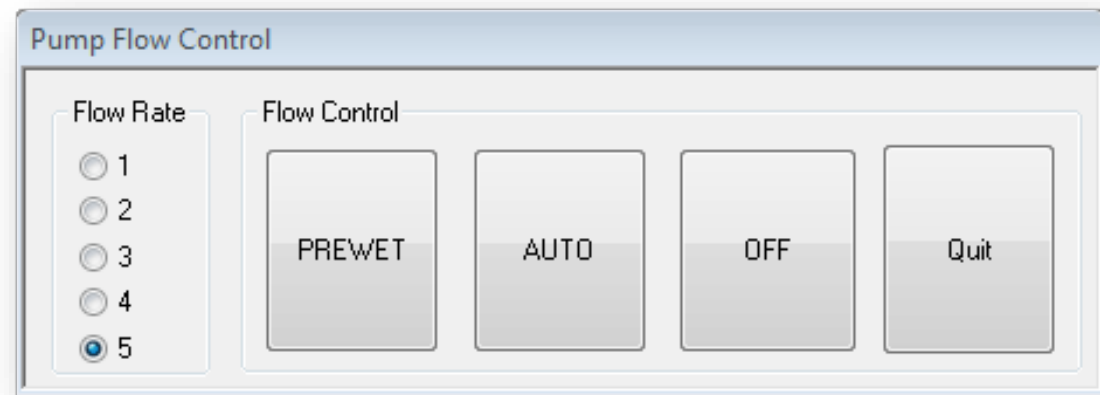 Pump Flow Control
Flow Rate
1
2
3
4
5
Flow Control
PREWET
AUTO
OFF
Quit